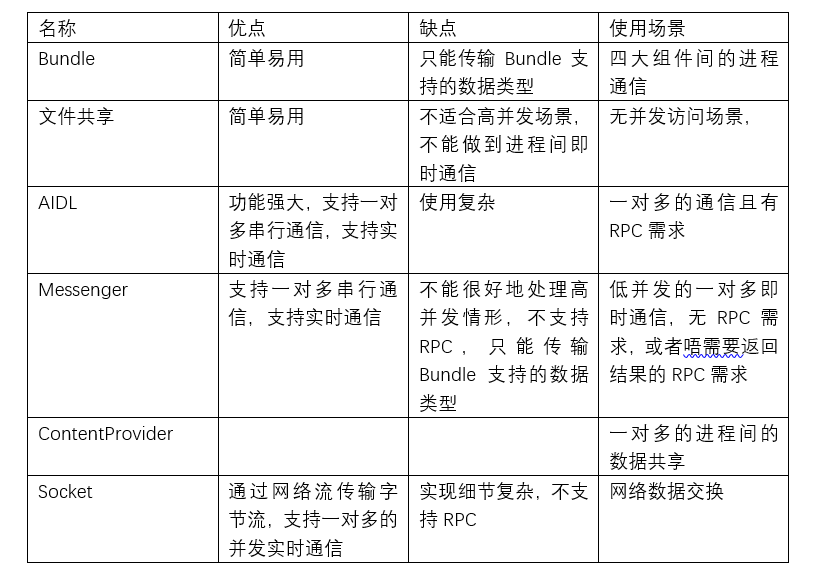 名称 优点 缺点 使用场景
Bundle 简单易用 只能传输 Bundle 支 四大组件间的进程
持的数据类型 通信
文件共享 简单易用 不适合高并发场景， 无并发访问场景，
不能做到进程间即
时通信
AIDL 功能强大，支持一对 使用复杂 一对多的通信且有
多串行通信，支持实 RPC 需求
时通信
Messenger 支持一对多串行通 不能很好地处理高 低并发的一对多即
信，支持实时通信 并发情形，不支持 时通信，无 RPC 需
RPC，只能传输 求，或者唔需要返回
Bundle 支持的数据 结果的 RPC 需求
类型
ContentProvider 一对多的进程间的
数据共享
Socket 通过网络流传输字 实现细节复杂，不支 网络数据交换
节流，支持一对多的 持 RPC
并发实时通信